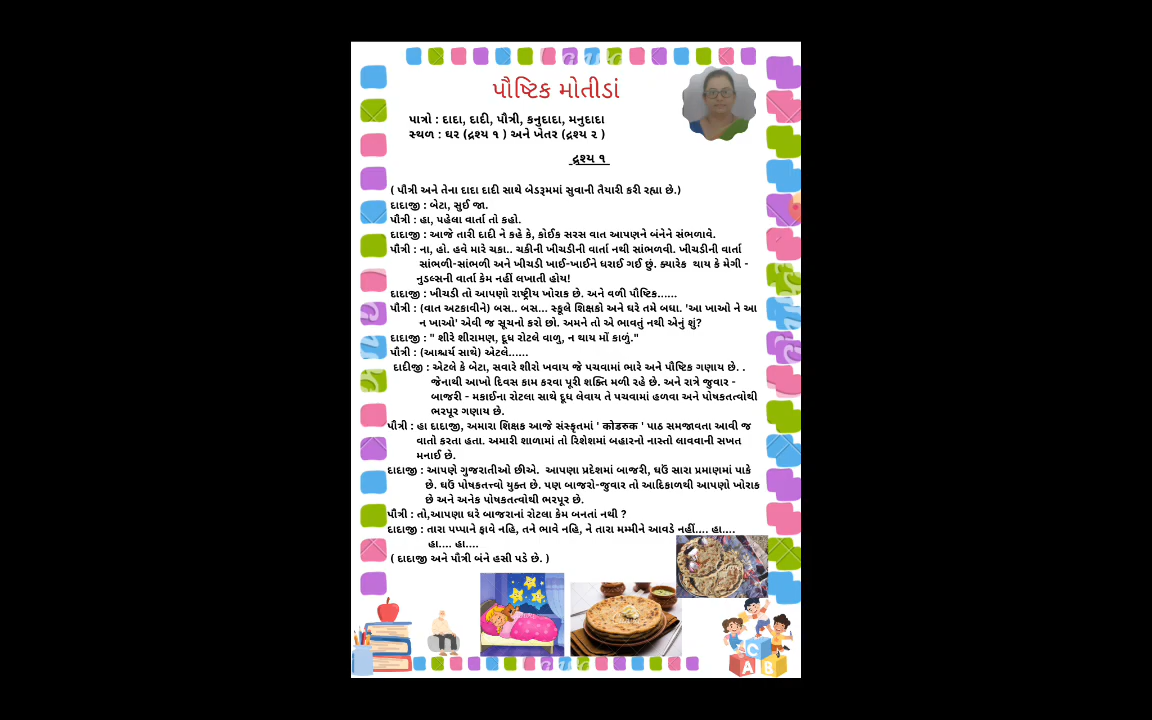 પૌષ્ટિક મોતીડાં
પાત્રો : દાદા, દાદી, પૌત્રી, કનુદાદા, મનુદાદા
સ્થળ : ઘર (દ્રશ્ય ૧ ) અને ખેતર (દ્રશ્ય ૨ )
દ્રશ્ય ૧
( પૌત્રી અને તેના દાદા દાદી સાથે બેડરૂમમાં સુવાની તૈયારી કરી રહ્યા છે.)
દાદાજી : બેટા, સુઈ જા.
પૌત્રી : હા, પહેલા વાર્તા તો કહો.
દાદાજી : આજે તારી દાદી ને કહે કે, કોઈક સરસ વાત આપણને બંનેને સંભળાવે.
પૌત્રી : ના, હો. હવે મારે ચકા.. ચકીની ખીચડીની વાર્તા નથી સાંભળવી. ખીચડીની વાર્તા
સાંભળી-સાંભળી અને ખીચડી ખાઈ-ખાઈને ધરાઈ ગઈ છું. ક્યારેક થાય કે મેગી -
નુડલ્સની વાર્તા કેમ નહીં લખાતી હોય!
દાદાજી : ખીચડી તો આપણો રાષ્ટ્રીય ખોરાક છે. અને વળી પૌષ્ટિક......
પૌત્રી : (વાત અટકાવીને) બસ.. બસ... સ્કૂલે શિક્ષકો અને ઘરે તમે બધા. 'આ ખાઓ ને આ
ન ખાઓ' એવી જ સૂચનો કરો છો. અમને તો એ ભાવતું નથી એનું શું?
દાદાજી : " શીરે શીરામણ, દૂધ રોટલે વાળુ, ન થાય મોં કાળું."
પૌત્રી : (આશ્ચર્ય સાથે) એટલે......
દાદીજી : એટલે કે બેટા, સવારે શીરો ખવાય જે પચવામાં ભારે અને પૌષ્ટિક ગણાય છે. .
જેનાથી આખો દિવસ કામ કરવા પૂરી શક્તિ મળી રહે છે. અને રાત્રે જુવાર -
બાજરી - મકાઈના રોટલા સાથે દૂધ લેવાય તે પચવામાં હળવા અને પોષકતત્વોથી
ભરપૂર ગણાય છે.
પૌત્રી : હા દાદાજી, અમારા શિક્ષક આજે સંસ્કૃતમાં ' कोडरुक ' પાઠ સમજાવતા આવી જ
વાતો કરતા હતા. અમારી શાળામાં તો રિશેશમાં બહારનો નાસ્તો લાવવાની સખત
મનાઈ છે.
દાદાજી : આપણે ગુજરાતીઓ છીએ. આપણા પ્રદેશમાં બાજરી, ઘઉં સારા પ્રમાણમાં પાકે
છે. ઘઉં પોષકતત્ત્વો યુક્ત છે. પણ બાજરો-જુવાર તો આદિકાળથી આપણો ખોરાક
છે અને અનેક પોષકતત્વોથી ભરપૂર છે.
પૌત્રી : તો,આપણા ઘરે બાજરાનાં રોટલા કેમ બનતાં નથી ?
દાદાજી : તારા પપ્પાને ફાવે નહિ, તને ભાવે નહિ, ને તારા મમ્મીને આવડે નહીં.... હા....
હા.... હા....
( દાદાજી અને પૌત્રી બંને હસી પડે છે. )
C
A B